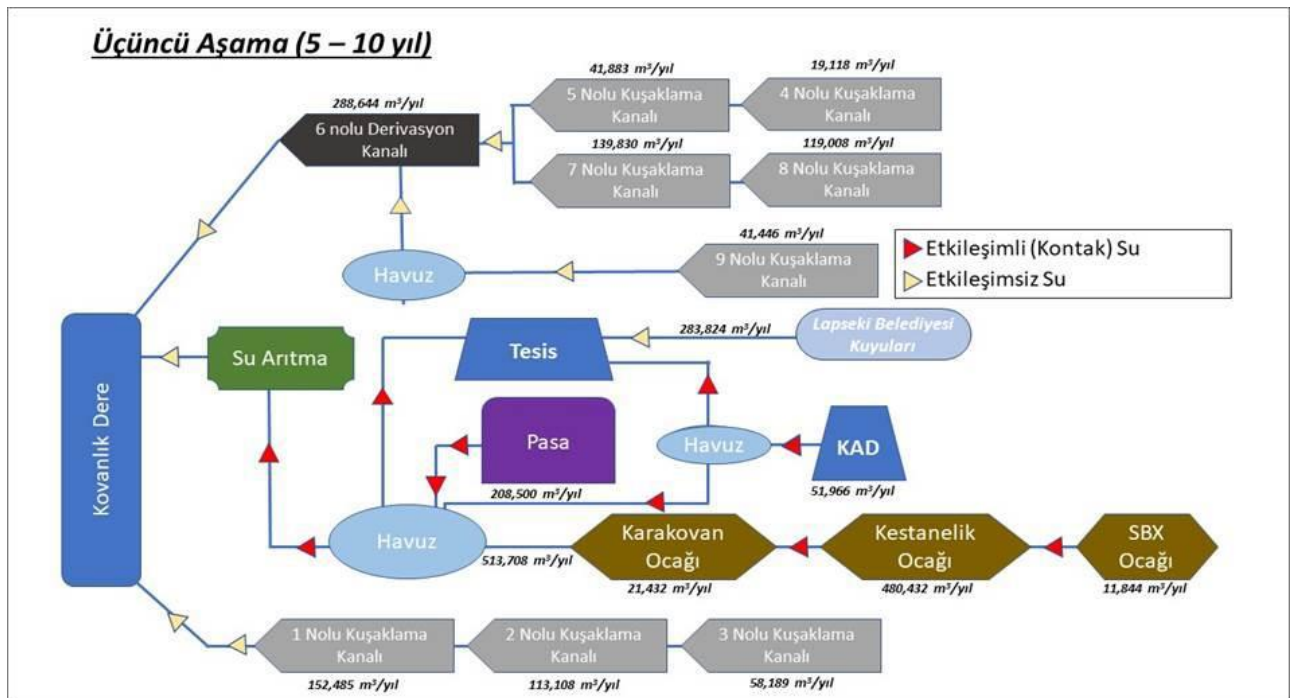 Üçüncü Aşama (5 – 10 yıl)
41,883 m³/yıl
19,118 m³/yıl
5 Nolu Kuşaklama
Kanalı
4 Nolu Kuşaklama
Kanalı
288,644 m³/yıl
6 nolu Derivasyon
Kanalı
139,830 m³/yıl
119,008 m³/yıl
7 Nolu Kuşaklama
Kanalı
8 Nolu Kuşaklama
Kanalı
41,446 m³/yıl
9 Nolu Kuşaklama
Kanalı
Havuz
Etkileşimli (Kontak) Su
Etkileşimsiz Su
Kovanlık Dere
Su Arıtma
Tesis
283,824 m³/yıl
Lapseki Belediyesi
Kuyuları
Pasa
208,500 m³/yıl
Havuz
KAD
51,966 m³/yıl
Havuz
513,708 m³/yıl
Karakovan
Ocağı
21,432 m³/yıl
Kestanelik
Ocağı
480,432 m³/yıl
SBX
Ocağı
11,844 m³/yıl
1 Nolu Kuşaklama
Kanalı
152,485 m³/yıl
2 Nolu Kuşaklama
Kanalı
113,108 m³/yıl
3 Nolu Kuşaklama
Kanalı
58,189 m³/yıl